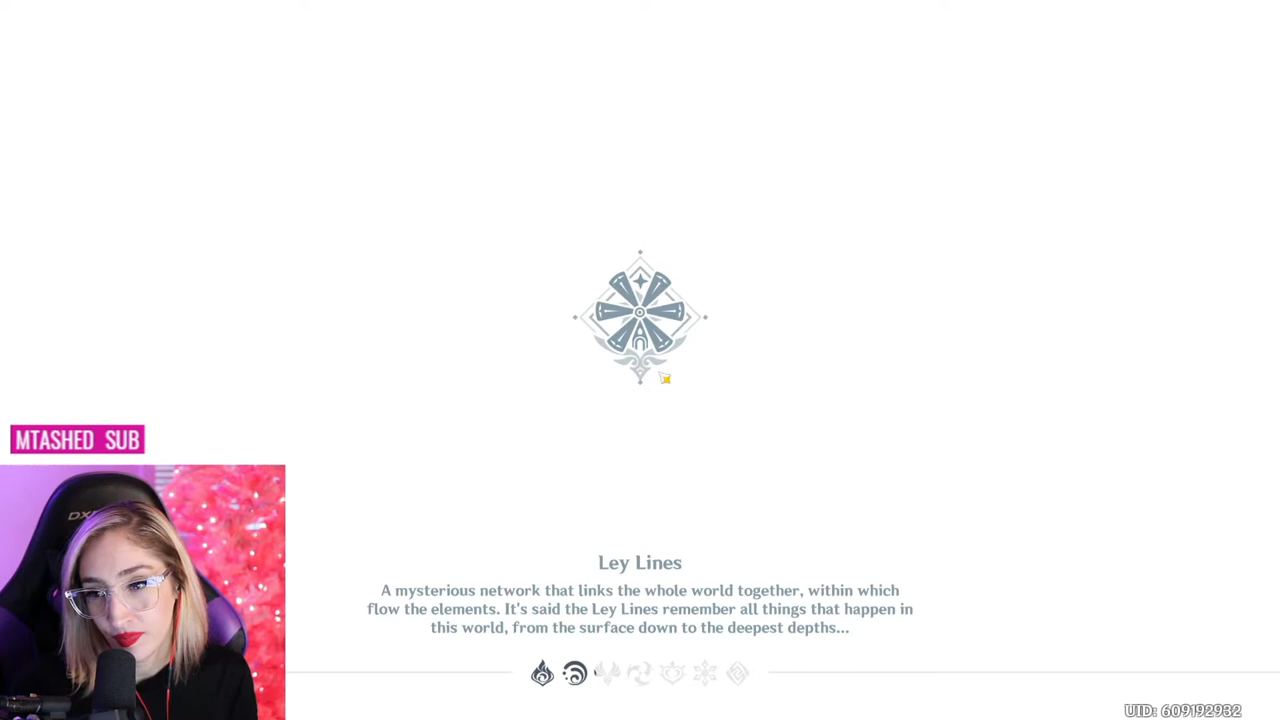 MTASHED SUB
DX
Ley Lines
A mysterious network that links the whole world together, within which
flow the elements. It's said the Ley Lines remember all things that happen in
this world, from the surface down to the deepest depths...
UID: 609192932